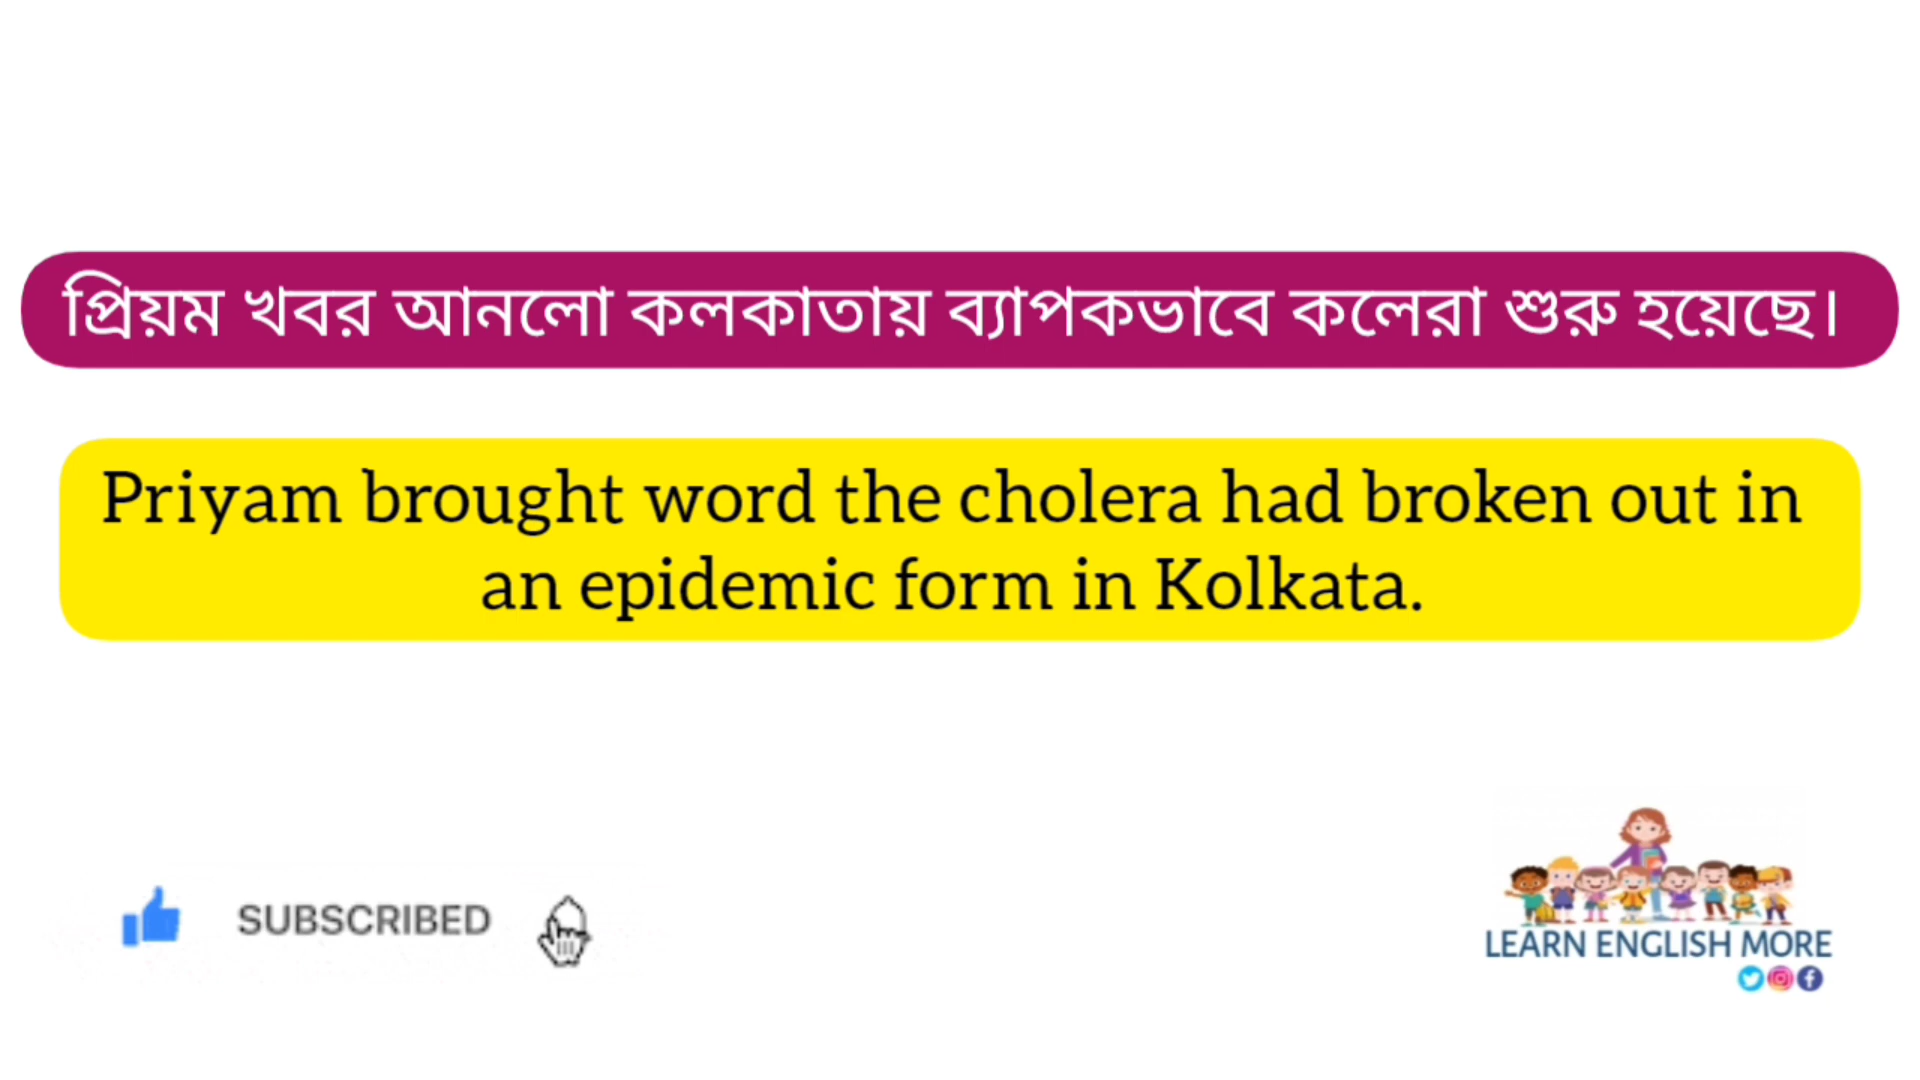 প্রিয়ম খবর আনলো কলকাতায় ব্যাপকভাবে কলেরা শুরু হয়েছে।
Priyam brought word the cholera had broken out in
an epidemic form in Kolkata.
SUBSCRIBED
LEARN ENGLISH MORE